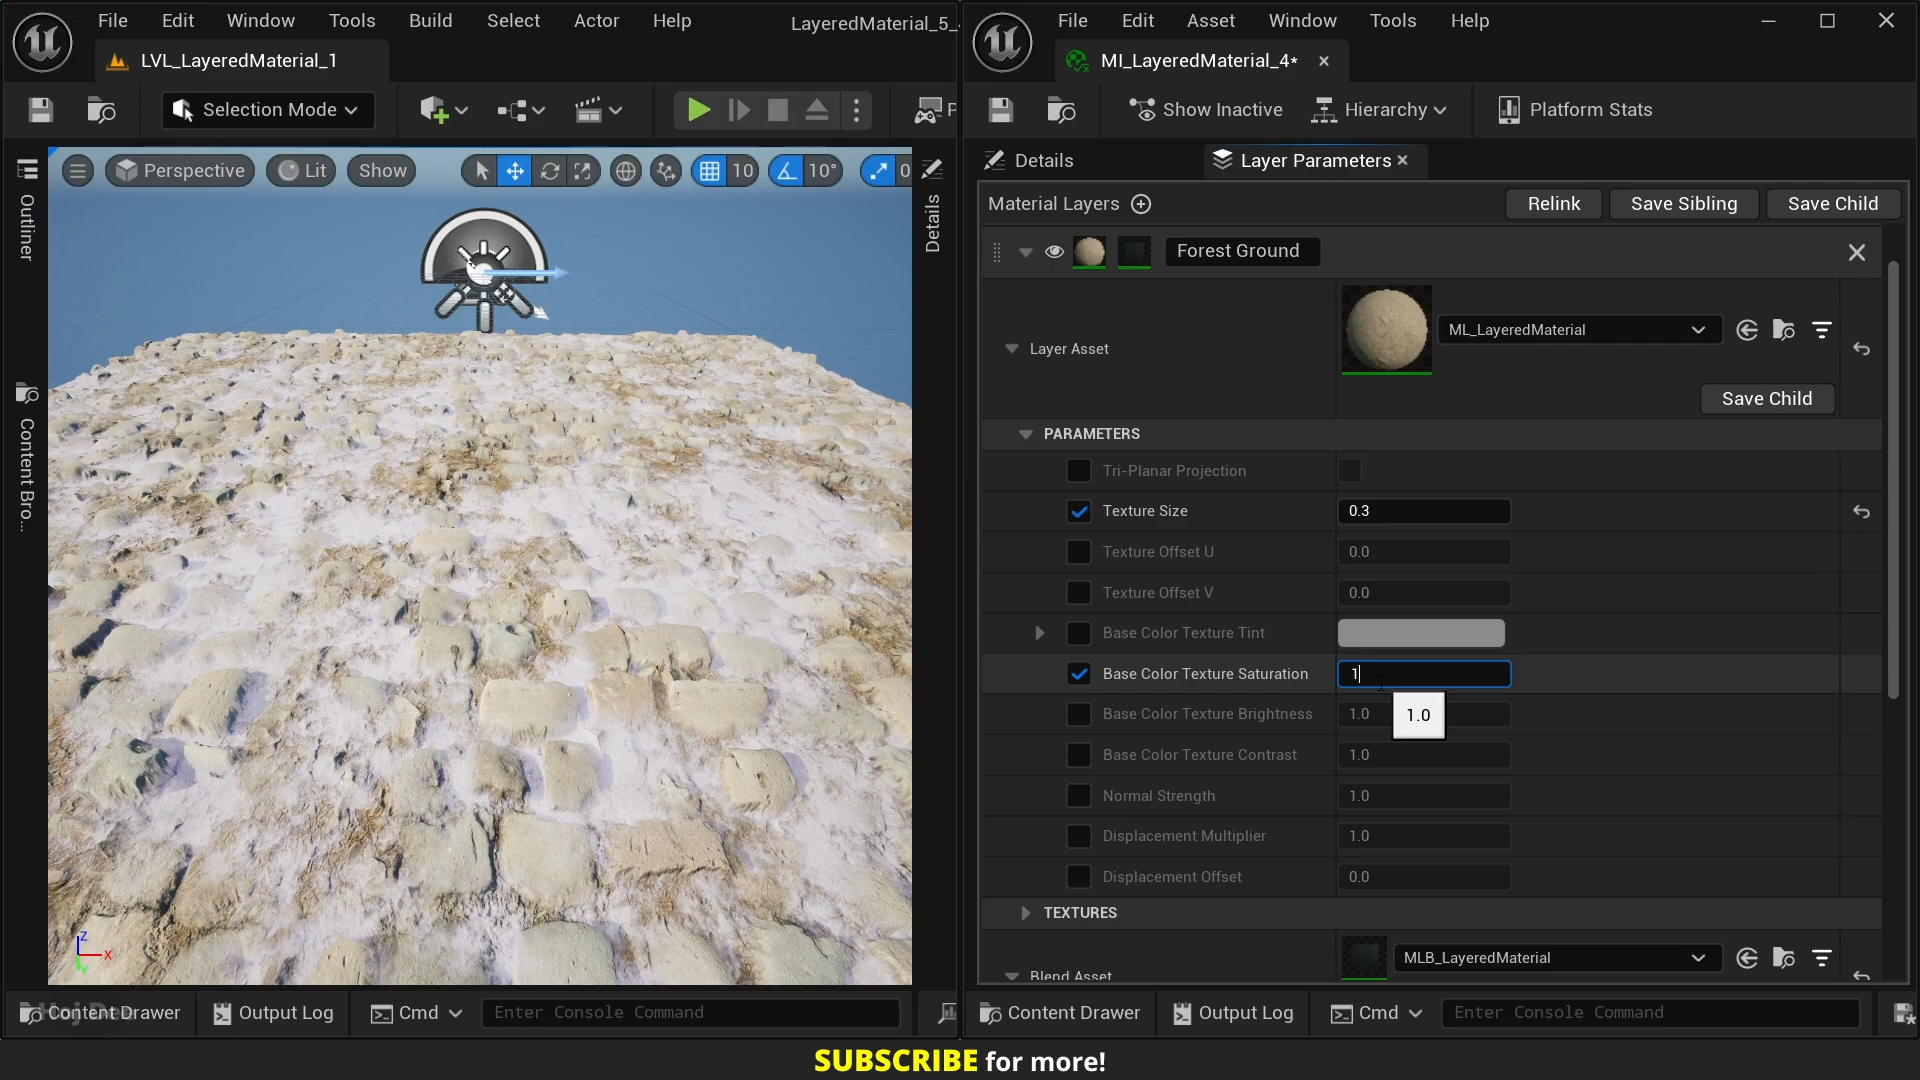 File Edit Window Tools Build Select Actor Help LayeredMaterial_5_
LVL_LayeredMaterial_1
Selection Mode
Perspective Lit Show 10 10° 0
Outliner
Content Bro...
Details
Z
X
Y
Content Drawer Output Log Cmd Enter Console Command
File Edit Asset Window Tools Help
MI_LayeredMaterial_4*
Show Inactive Hierarchy Platform Stats
Details Layer Parameters
Material Layers Relink Save Sibling Save Child
Forest Ground
Layer Asset ML_LayeredMaterial
Save Child
PARAMETERS
Tri-Planar Projection
Texture Size 0.3
Texture Offset U 0.0
Texture Offset V 0.0
Base Color Texture Tint
Base Color Texture Saturation 1
Base Color Texture Brightness 1.0
1.0
Base Color Texture Contrast 1.0
Normal Strength 1.0
Displacement Multiplier 1.0
Displacement Offset 0.0
TEXTURES
Blend Asset MLB_LayeredMaterial
Content Drawer Output Log Cmd Enter Console Command
SUBSCRIBE for more!